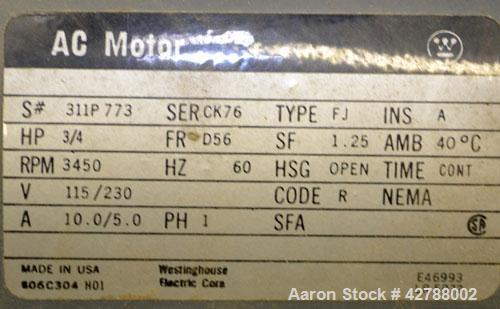 AC Motor
S# 311P773 SER CK76 TYPE FJ INS A
HP 3/4 FR D56 SF 1.25 AMB 40°C
RPM 3450 HZ 60 HSG OPEN TIME CONT
V 115/230 CODE R NEMA
A 10.0/5.0 PH 1 SFA
MADE IN USA Westinghouse E46993
606C304 H01 Electric Corp
Aaron Stock # 42788002